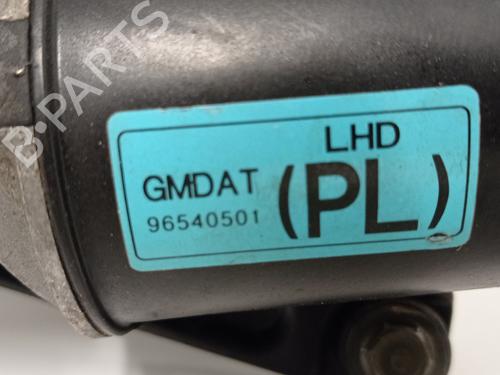 B-PARTS
LHD
GMDAT
(PL)
96540501